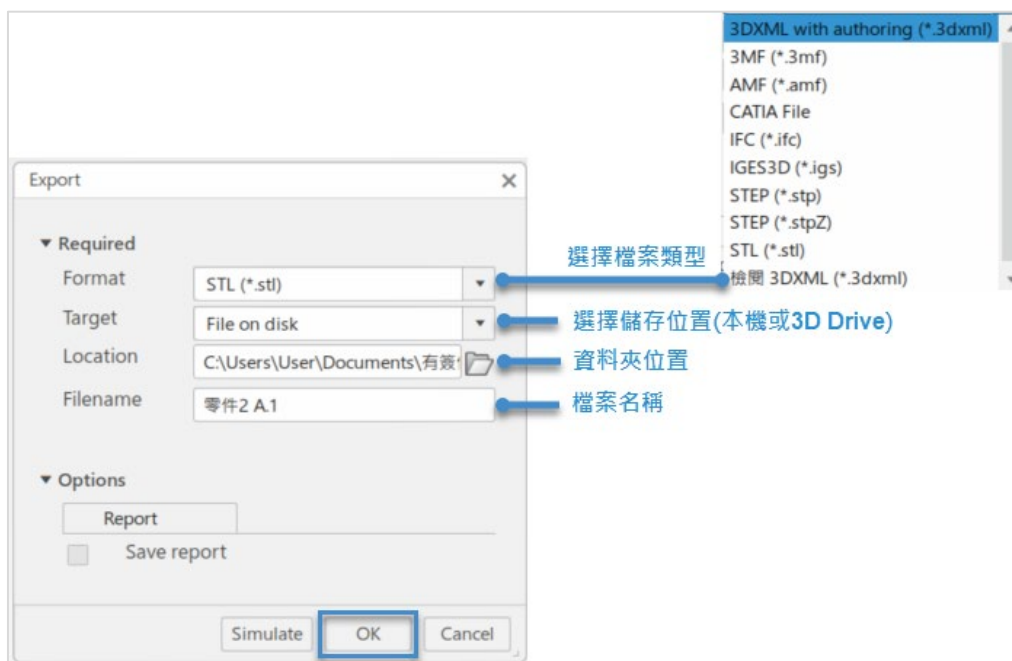 3DXML with authoring (*.3dxml)
3MF (*.3mf)
AMF (*.amf)
CATIA File
IFC (*.ifc)
IGES3D (*.igs)
STEP (*.stp)
STEP (*.stpZ)
STL (*.stl)
檢閱 3DXML (*.3dxml)
Export
Required
Format STL (*.stl) 選擇檔案類型
Target File on disk 選擇儲存位置(本機或3D Drive)
Location C:\Users\User\Documents\有簽 資料夾位置
Filename 零件2 A.1 檔案名稱
Options
Report
Save report
Simulate OK Cancel